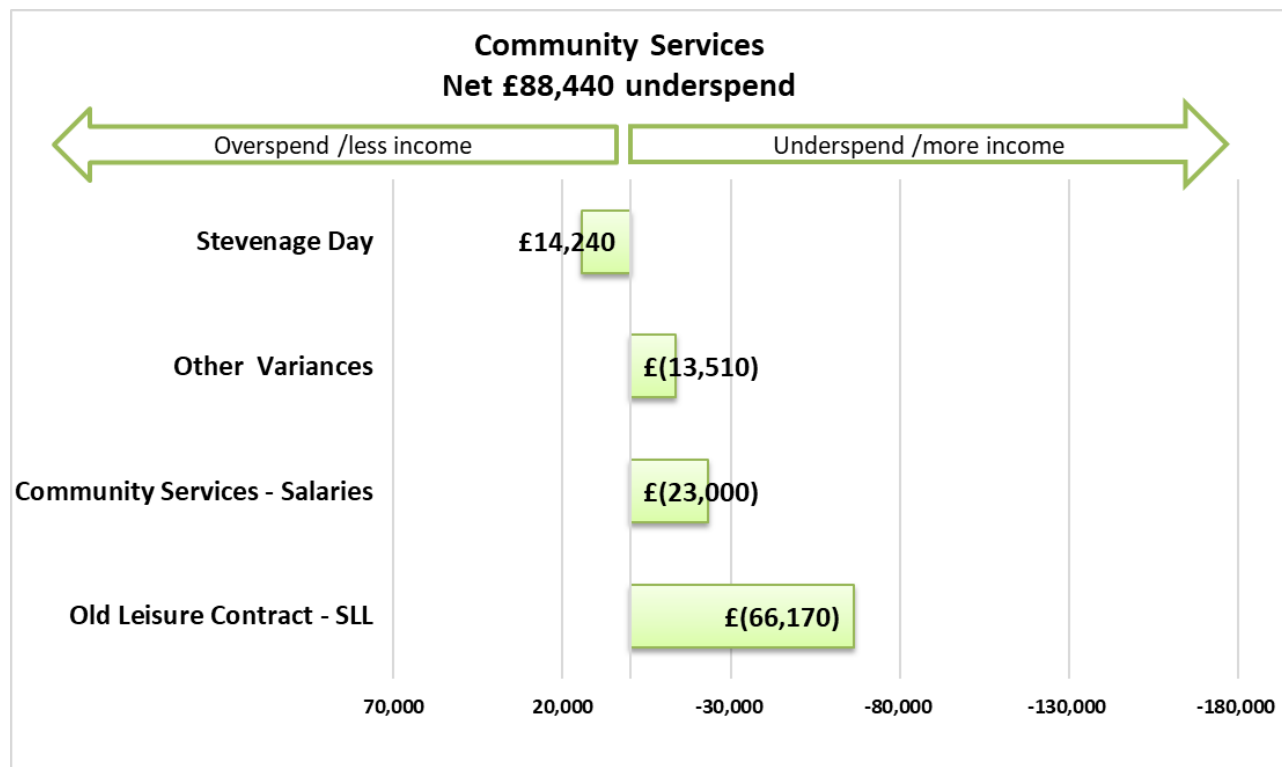 Community Services
Net £88,440 underspend
Overspend /less income
Underspend /more income
Stevenage Day
£14,240
Other Variances
£(13,510)
Community Services - Salaries
£(23,000)
Old Leisure Contract - SLL
£(66,170)
70,000
20,000
-30,000
-80,000
-130,000
-180,000